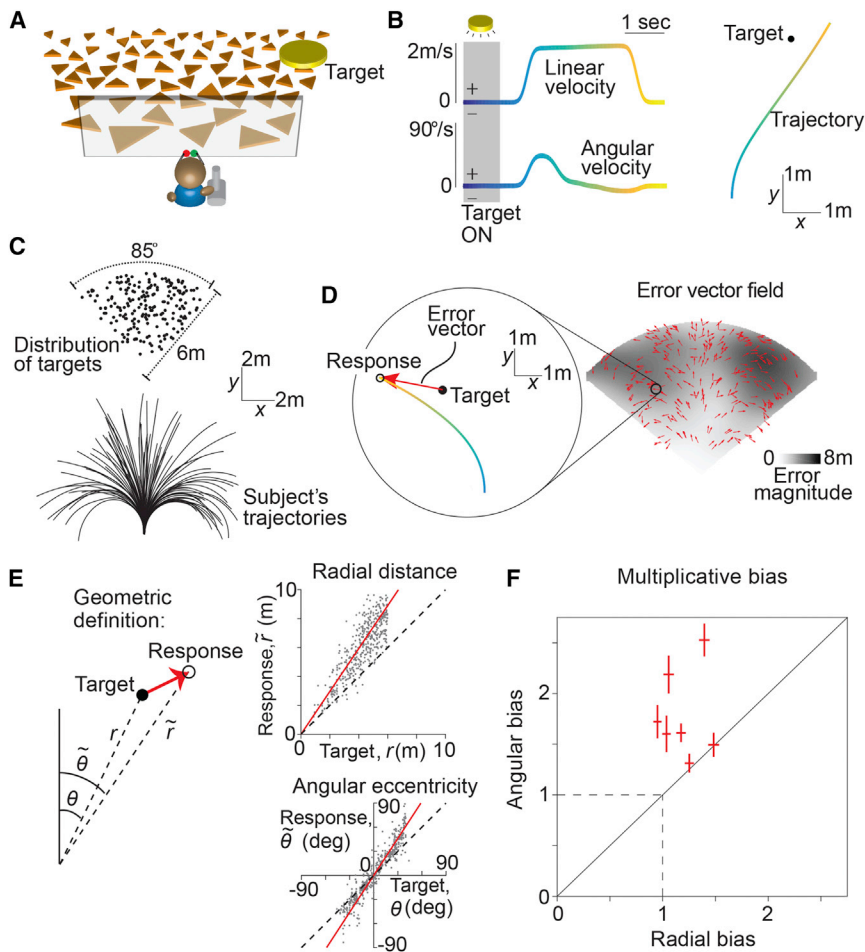 A
Target
B
1 sec
2m/s
+
0
–
Linear
velocity
90°/s
+
0
–
Angular
velocity
Target
ON
Target
Trajectory
1m
y
x
1m
C
85°
Distribution
of targets
6m
2m
y
x
2m
Subject's
trajectories
D
Error
vector
Response
Target
1m
y
x
1m
Error vector field
0
8m
Error
magnitude
E
Geometric
definition:
Response
Target
r
r̃
θ̃
θ
Radial distance
10
Response, r̃ (m)
0
0
10
Target, r(m)
Angular eccentricity
Response,
θ̃ (deg)
90
0
-90
90
Target,
θ(deg)
-90
F
Multiplicative bias
Angular bias
2
1
0
0
1
2
Radial bias